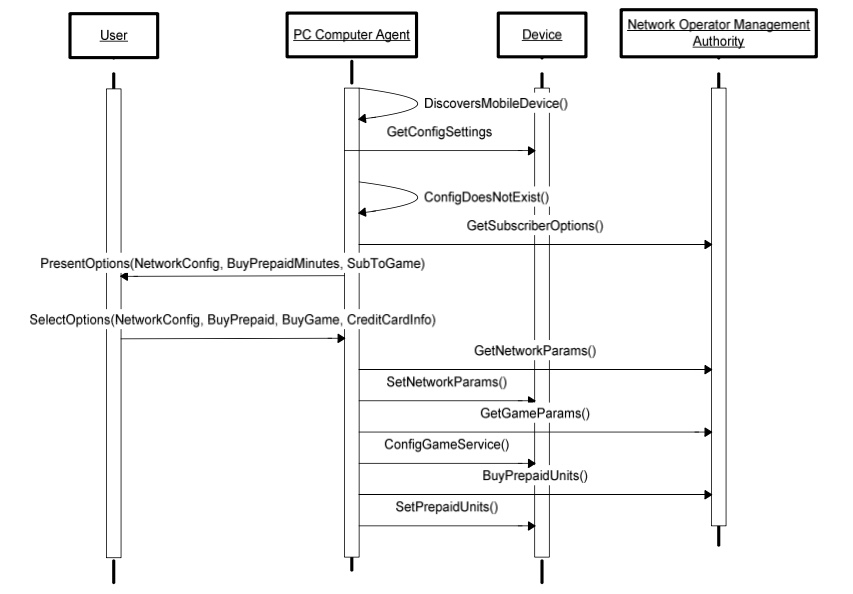 User
PC Computer Agent
Device
Network Operator Management
Authority
DiscoversMobileDevice()
GetConfigSettings
ConfigDoesNotExist()
GetSubscriberOptions()
PresentOptions(NetworkConfig, BuyPrepaidMinutes, SubToGame)
SelectOptions(NetworkConfig, BuyPrepaid, BuyGame, CreditCardInfo)
GetNetworkParams()
SetNetworkParams()
GetGameParams()
ConfigGameService()
BuyPrepaidUnits()
SetPrepaidUnits()